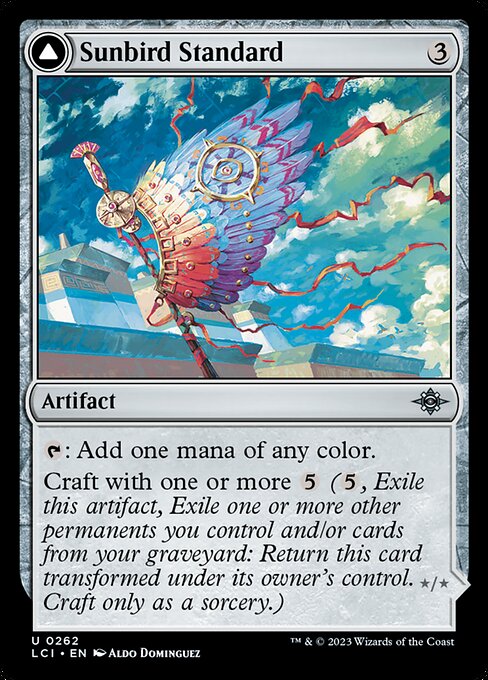 Sunbird Standard 3
Artifact
: Add one mana of any color.
Craft with one or more 5 (5, Exile
this artifact, Exile one or more other
permanents you control and/or cards
from your graveyard: Return this card
transformed under its owner's control.
Craft only as a sorcery.)
★/★
U 0262
LCI • EN Aldo Dominguez
™ & © 2023 Wizards of the Coast